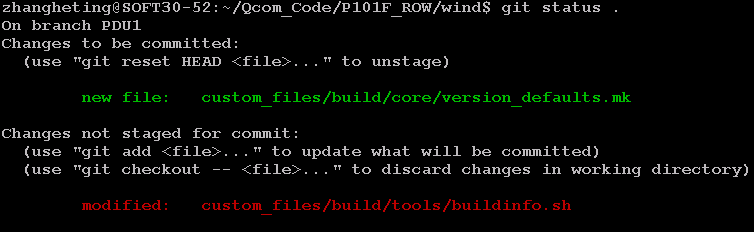 zhangheting@SOFT30-52:~/Qcom_Code/P101F_ROW/wind$ git status .
On branch PDU1
Changes to be committed:
  (use "git reset HEAD <file>..." to unstage)
        new file:   custom_files/build/core/version_defaults.mk
Changes not staged for commit:
  (use "git add <file>..." to update what will be committed)
  (use "git checkout -- <file>..." to discard changes in working directory)
        modified:   custom_files/build/tools/buildinfo.sh